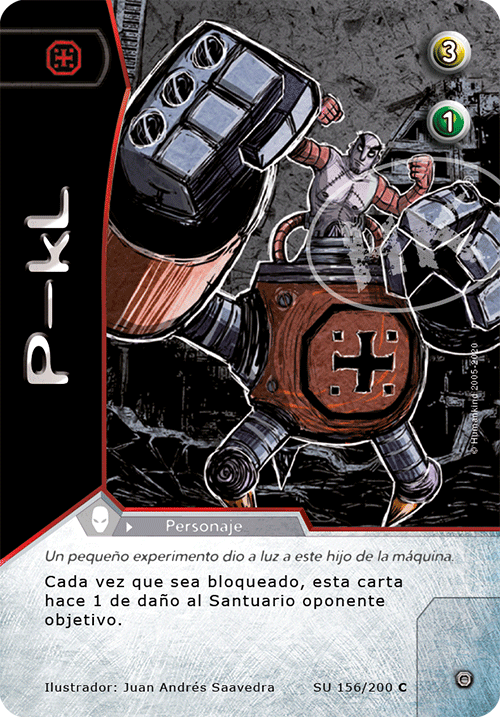 3
1
P-kL
© Humankind 2005-2020
Personaje
Un pequeño experimento dio a luz a este hijo de la máquina.
Cada vez que sea bloqueado, esta carta
hace 1 de daño al Santuario oponente
objetivo.
Ilustrador: Juan Andrés Saavedra SU 156/200 C